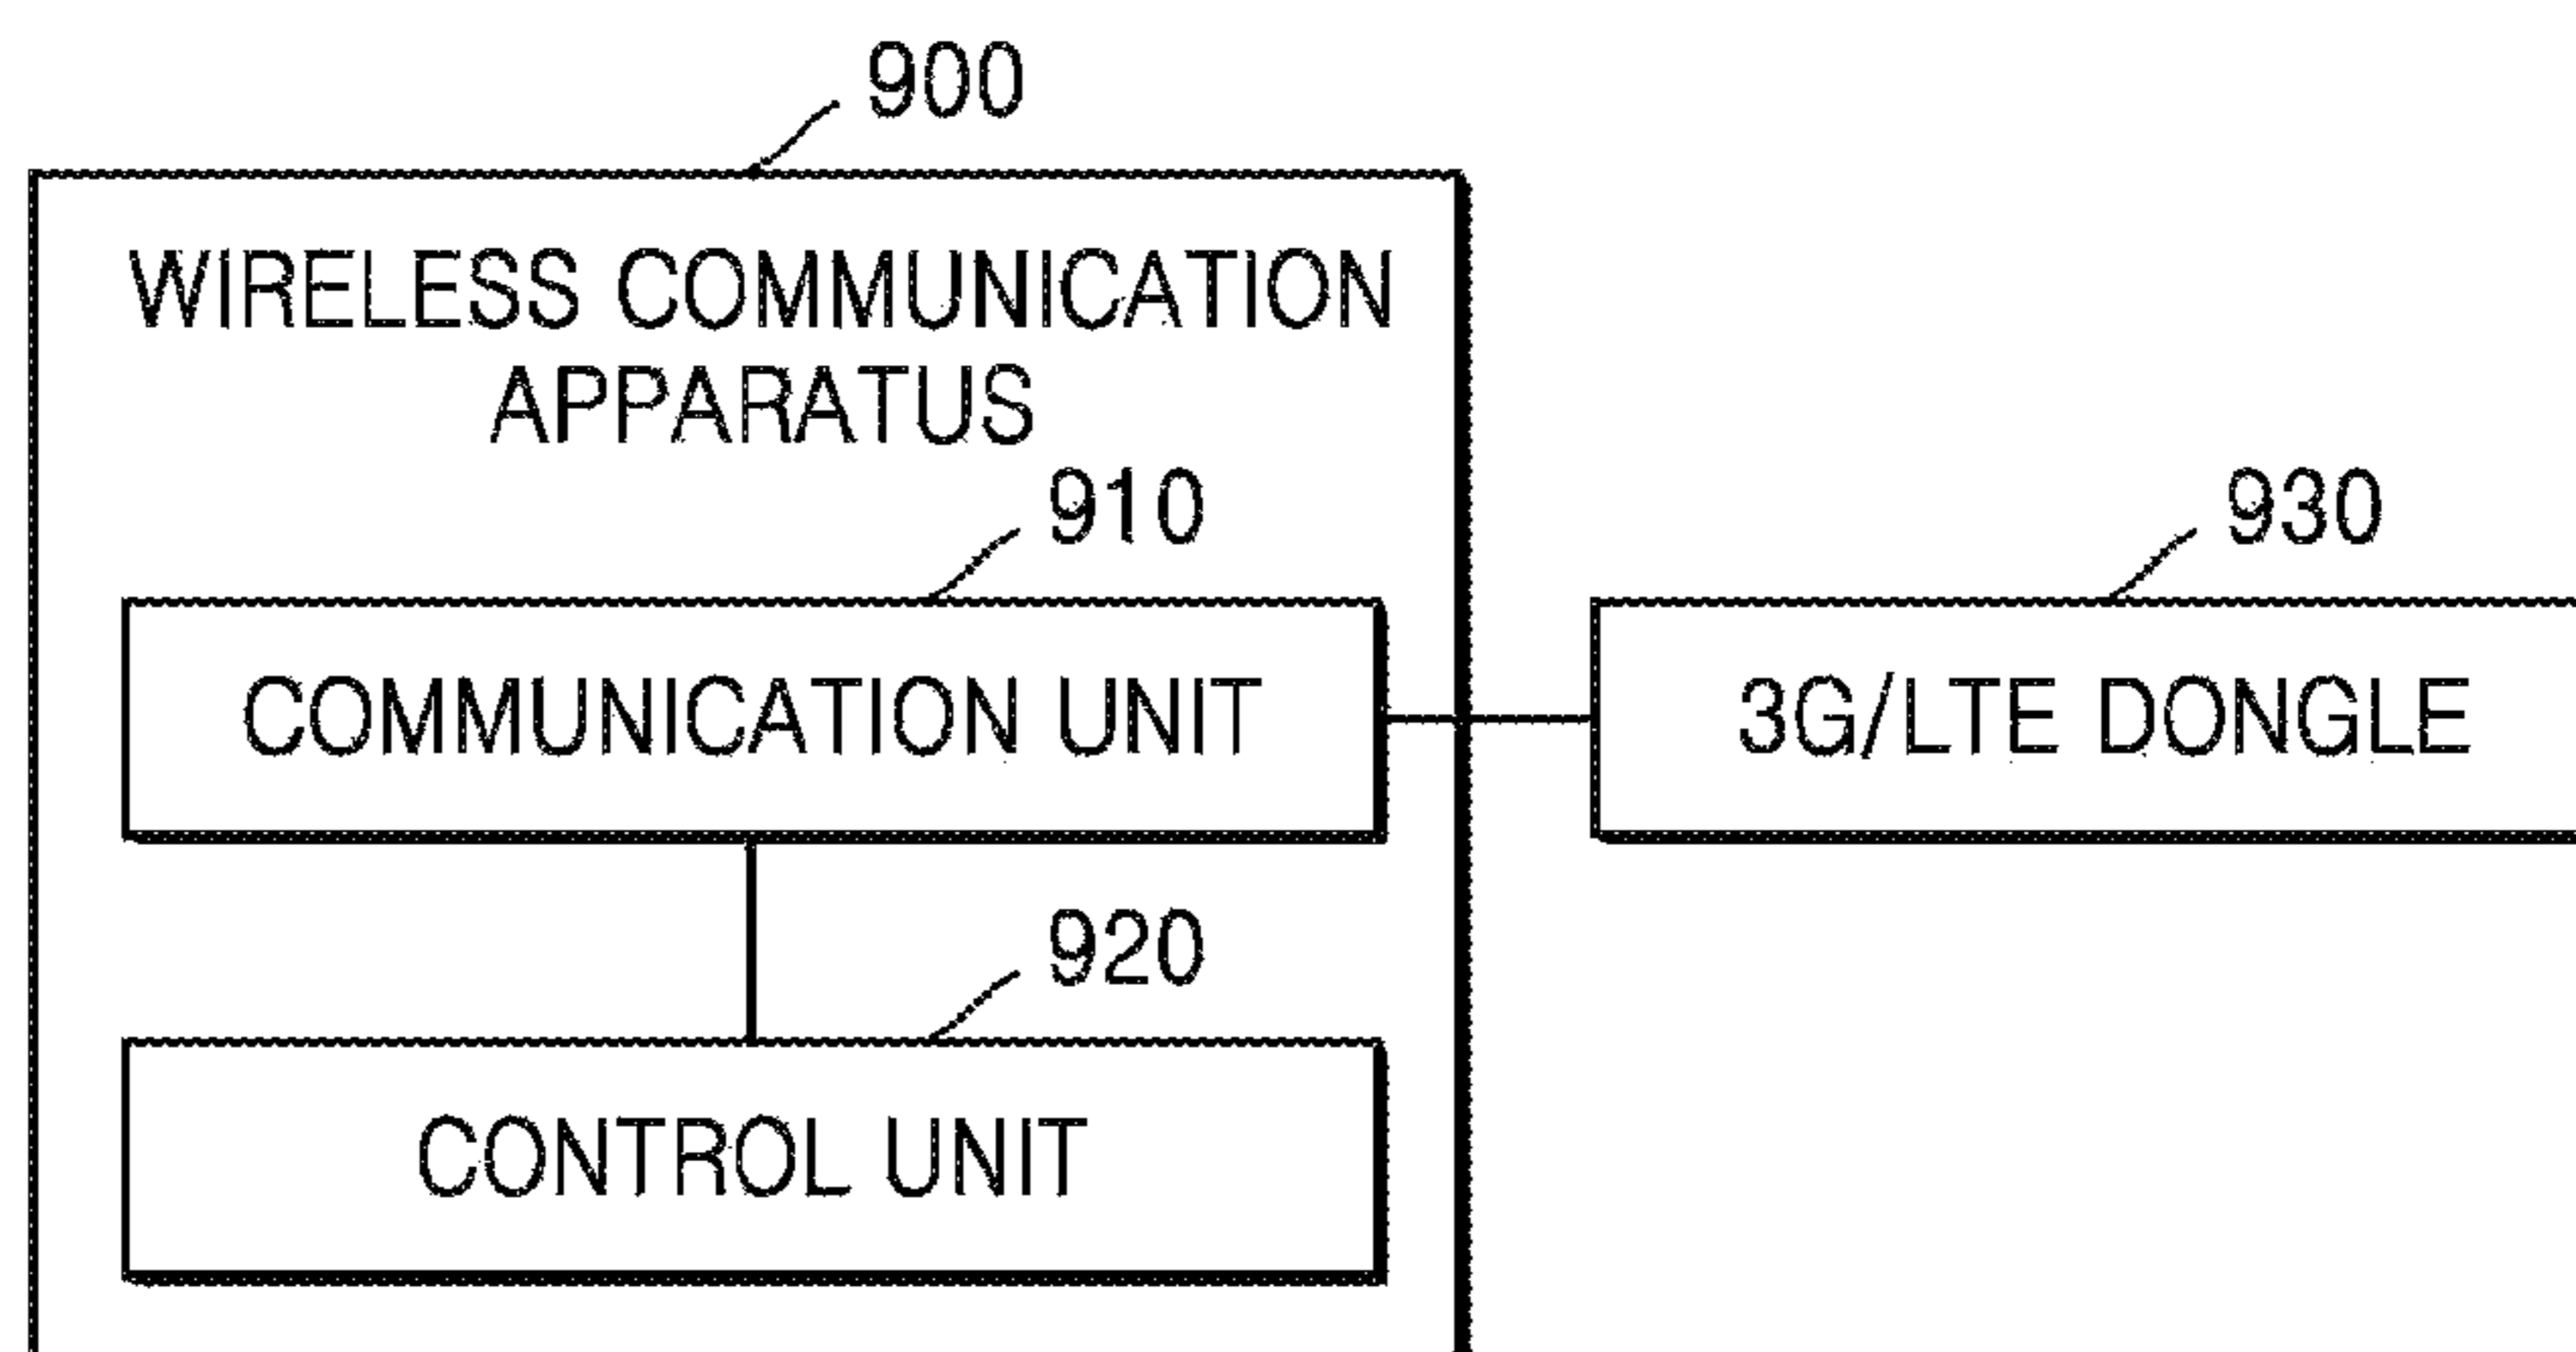 900
WIRELESS COMMUNICATION
APPARATUS
910
930
COMMUNICATION UNIT
3G/LTE DONGLE
920
CONTROL UNIT